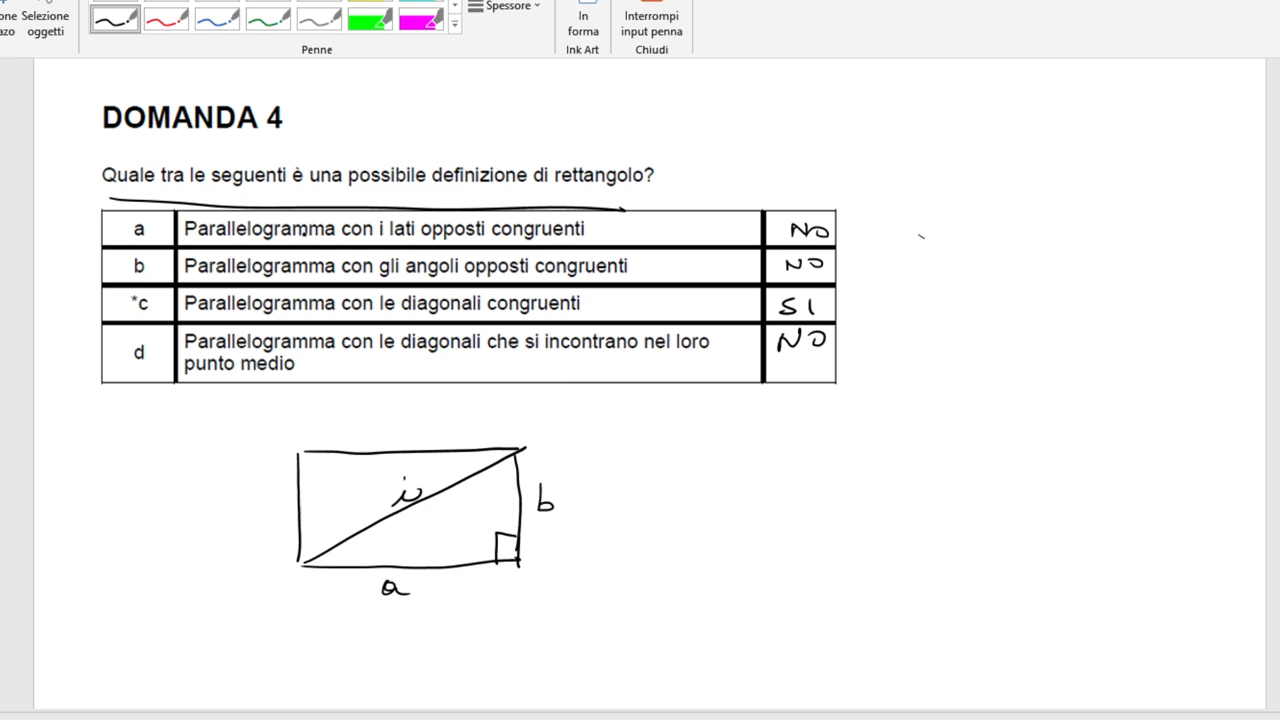 one Selezione
azo oggetti
Penne
Spessore
In
forma
Ink Art
Interrompi
input penna
Chiudi
DOMANDA 4
Quale tra le seguenti è una possibile definizione di rettangolo?
a Parallelogramma con i lati opposti congruenti NO
b Parallelogramma con gli angoli opposti congruenti NO
*c Parallelogramma con le diagonali congruenti SI
d Parallelogramma con le diagonali che si incontrano nel loro NO
punto medio
b
a